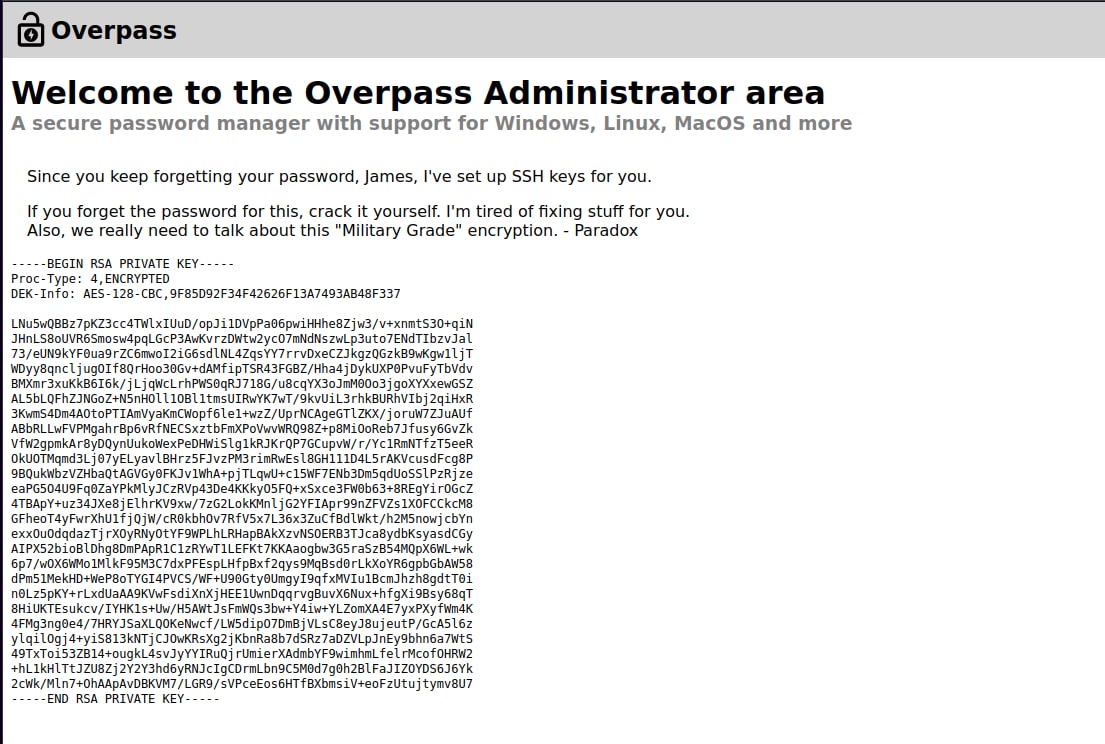 Overpass
Welcome to the Overpass Administrator area
A secure password manager with support for Windows, Linux, MacOS and more
Since you keep forgetting your password, James, I've set up SSH keys for you.
If you forget the password for this, crack it yourself. I'm tired of fixing stuff for you.
Also, we really need to talk about this "Military Grade" encryption. - Paradox
-----BEGIN RSA PRIVATE KEY-----
Proc-Type: 4,ENCRYPTED
DEK-Info: AES-128-CBC,9F85D92F34F42626F13A7493AB48F337
LNu5wQBBz7pKZ3cc4TWlxIUuD/opJi1DVpPa06pwiHHhe8Zjw3/v+xnmtS3O+qiN
JHnLS8oUVR6Smosw4pqLGcP3AwKvrzDWtw2ycO7mNdNszwLp3uto7ENdTIbzvJal
73/eUN9kYF0ua9rZC6mwoI2iG6sdlNL4ZqsYY7rrvDxeCZJkgzQGzkB9wKgw1ljT
WDyy8qncljugOIf8QrHoo30Gv+dAMfipTSR43FGBZ/Hha4jDykUXP0PvuFyTbVdv
BMXmr3xuKkB6I6k/jLjqWcLrhPWS0qRJ718G/u8cqYX3oJmM0Oo3jgoXYXxewGSZ
AL5bLQFhZJNGoZ+N5nHOll1OBl1tmsUIRwYK7wT/9kvUiL3rhkBURhVIbj2qiHxR
3KwmS4Dm4AOtoPTIAmVyaKmCWopf6le1+wzZ/UprNCAgeGTlZKX/joruW7ZJuAUf
ABbRLLwFVPMgahrBp6vRfNECSxztbFmXPoVwvWRQ98Z+p8MiOoReb7Jfusy6GvZk
VfW2gpmkAr8yDQynUukoWexPeDHWiSlg1kRJKrQP7GCupvW/r/Yc1RmNTfzT5eeR
OkUOTMqmd3Lj07yELyavlBHrz5FJvzPM3rimRwEsl8GH111D4L5rAKVcusdFcg8P
9BQukWbzVZHbaQtAGVGy0FKJv1WhA+pjTLqwU+c15WF7ENb3Dm5qdUoSSlPzRjze
eaPG5O4U9Fq0ZaYPkMlyJCzRVp43De4KKkyO5FQ+xSxce3FW0b63+8REgYirOGcZ
4TBApY+uz34JXe8jElhrKV9xw/7zG2LokKMnljG2YFIApr99nZFVZs1XOFCCkcM8
GFheoT4yFwrXhU1fjQjW/cR0kbhOv7RfV5x7L36x3ZuCfBdlWkt/h2M5nowjcbYn
exxOuOdqdazTjrXOyRNyOtYF9WPLhLRHapBAkXzvNSOERB3TJca8ydbKsyasdCGy
AIPX52bioBlDhg8DmPApR1C1zRYwT1LEFKt7KKAaogbw3G5raSzB54MQpX6WL+wk
6p7/wOX6WMo1MlkF95M3C7dxPFEspLHfpBxf2qys9MqBsd0rLkXoYR6gpbGbAW58
dPm51MekHD+WeP8oTYGI4PVCS/WF+U90Gty0UmgyI9qfxMVIu1BcmJhzh8gdtT0i
n0Lz5pKY+rLxdUaAA9KVwFsdiXnXjHEE1UwnDqqrvgBuvX6Nux+hfgXi9Bsy68qT
8HiUKTEsukcv/IYHK1s+Uw/H5AWtJsFmWQs3bw+Y4iw+YLZomXA4E7yxPXyfWm4K
4FMg3ng0e4/7HRYJSaXLQOKeNwcf/LW5dipO7DmBjVLsC8eyJ8ujeutP/GcA5l6z
ylqilOgj4+yiS813kNTjCJOwKRsXg2jKbnRa8b7dSRz7aDZVLpJnEy9bhn6a7WtS
49TxToi53ZB14+ougkL4svJyYYIRuQjrUmierXAdmbYF9wimhmLfelrMcofOHRW2
+hL1kHlTtJZU8Zj2Y2Y3hd6yRNJcIgCDrmLbn9C5M0d7g0h2BlFaJIZOYDS6J6Yk
2cWk/Mln7+OhAApAvDBKVM7/LGR9/sVPceEos6HTfBXbmsiV+eoFzUtujtymv8U7
-----END RSA PRIVATE KEY-----